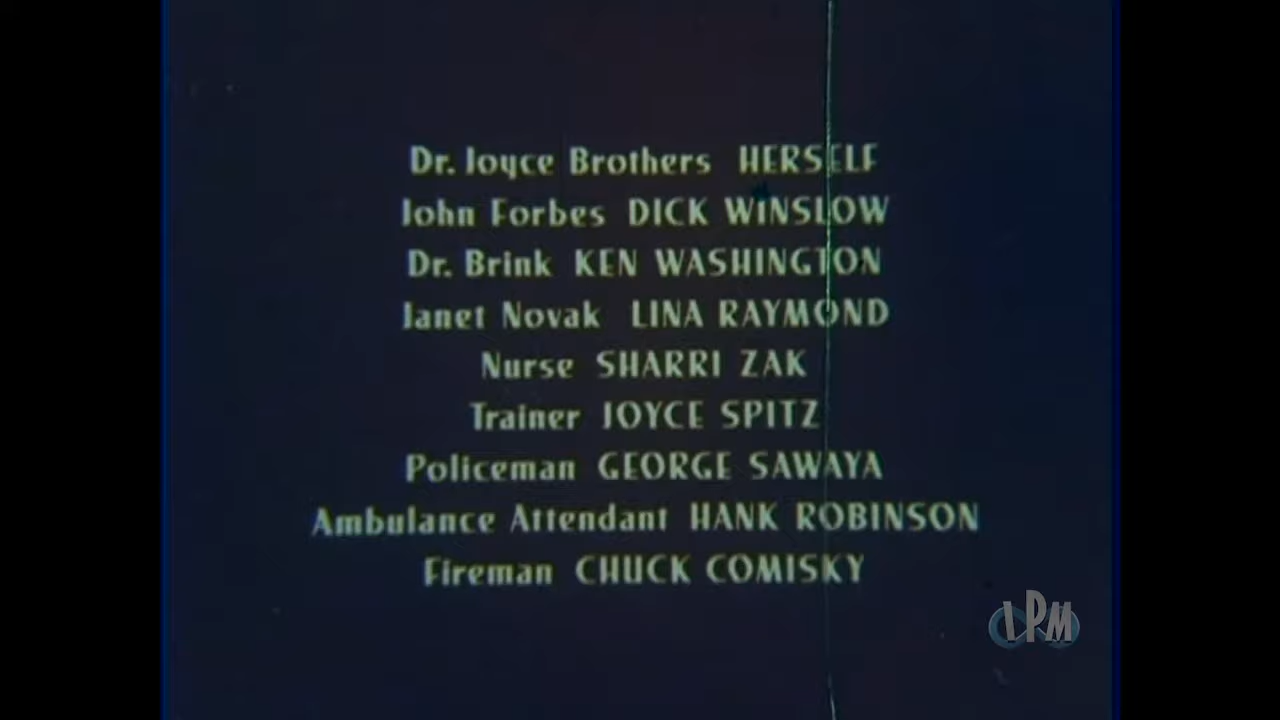 Dr. Joyce Brothers HERSELF
John Forbes DICK WINSLOW
Dr. Brink KEN WASHINGTON
Janet Novak LINA RAYMOND
Nurse SHARRI ZAK
Trainer JOYCE SPITZ
Policeman GEORGE SAWAYA
Ambulance Attendant HANK ROBINSON
Fireman CHUCK COMISKY
IPM